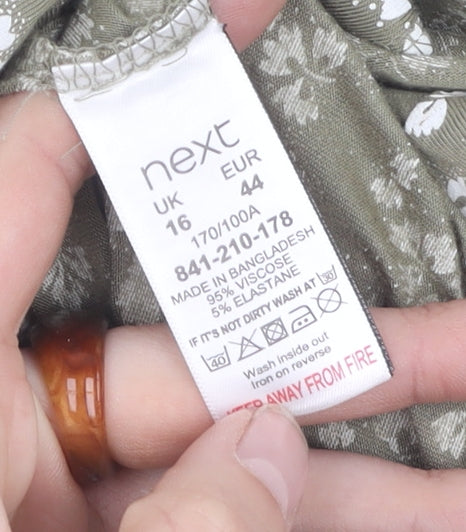 next
UK EUR
16 44
170/100A
841-210-178
MADE IN BANGLADESH
95% VISCOSE
5% ELASTANE
IF IT'S NOT DIRTY WASH AT 30
40
Wash inside out
Iron on reverse
AWAY FROM FIRE